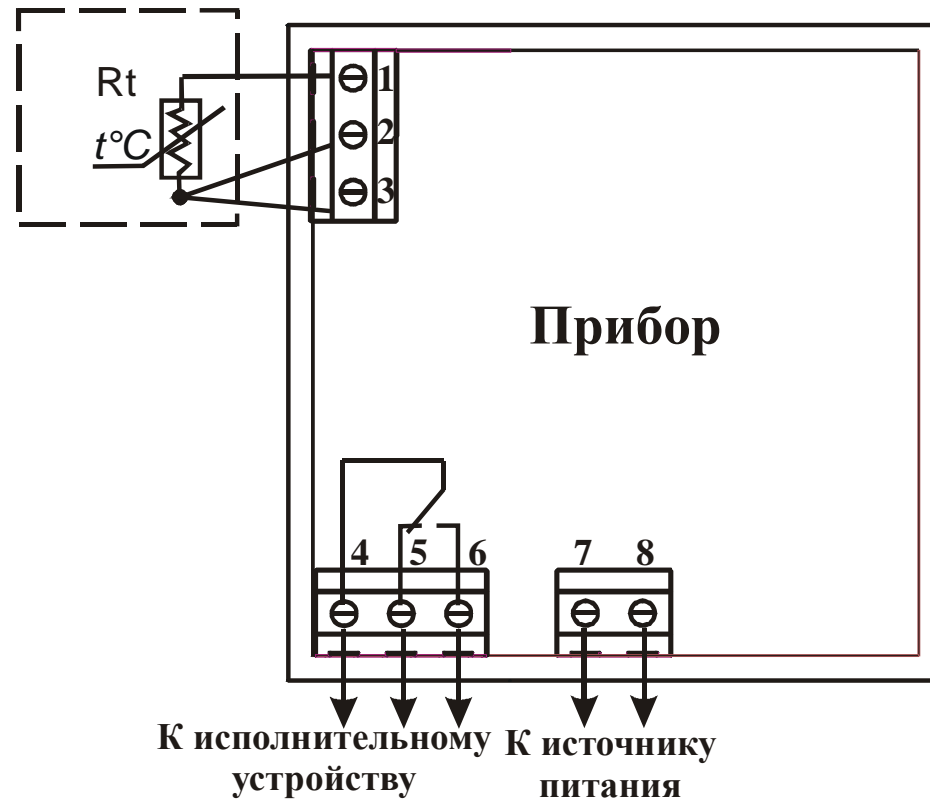 Rt
t°C
1
2
3
Прибор
4 5 6
7 8
К исполнительному
устройству
К источнику
питания